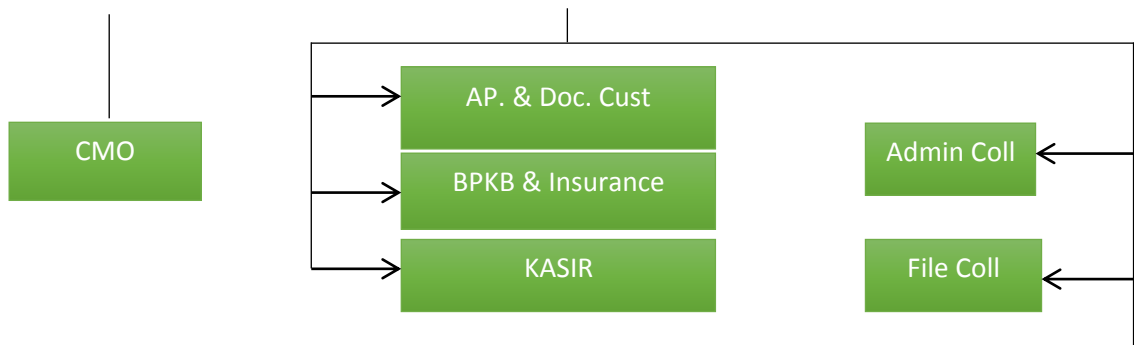 CMO
AP. & Doc. Cust
BPKB & Insurance
KASIR
Admin Coll
File Coll